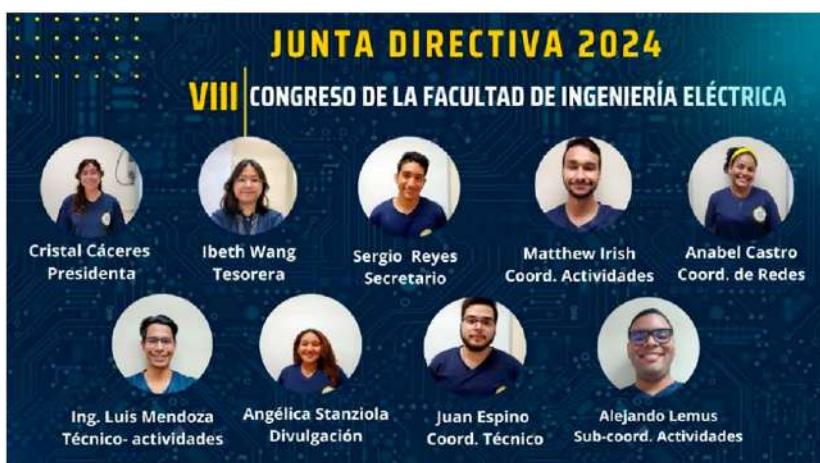 JUNTA DIRECTIVA 2024
VIII CONGRESO DE LA FACULTAD DE INGENIERÍA ELÉCTRICA
Cristal Cáceres
Presidenta
Ibeth Wang
Tesorera
Sergio Reyes
Secretario
Matthew Irish
Coord. Actividades
Anabel Castro
Coord. de Redes
Ing. Luis Mendoza
Técnico- actividades
Angélica Stanziola
Divulgación
Juan Espino
Coord. Técnico
Alejando Lemus
Sub-coord. Actividades